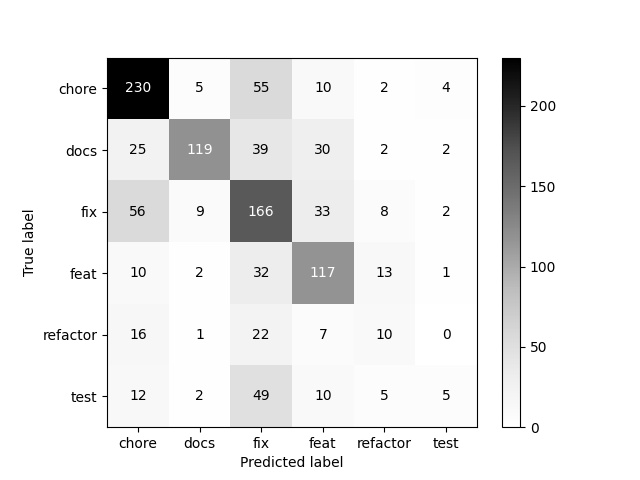 chore 230 5 55 10 2 4
docs 25 119 39 30 2 2
fix 56 9 166 33 8 2
feat 10 2 32 117 13 1
refactor 16 1 22 7 10 0
test 12 2 49 10 5 5
chore docs fix feat refactor test
Predicted label
True label
200
150
100
50
0